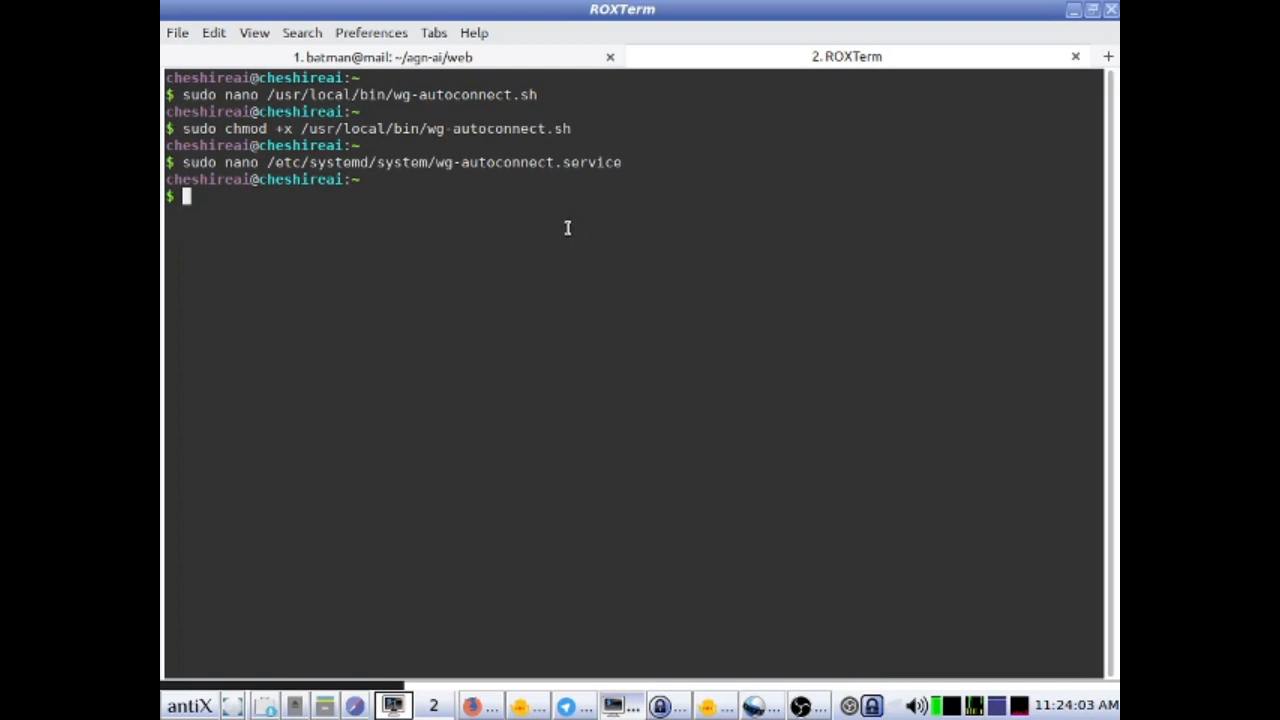 ROXTerm
File Edit View Search Preferences Tabs Help
1. batman@mail: ~/agn-ai/web
2. ROXTerm
cheshireai@cheshireai:~
$ sudo nano /usr/local/bin/wg-autoconnect.sh
cheshireai@cheshireai:~
$ sudo chmod +x /usr/local/bin/wg-autoconnect.sh
cheshireai@cheshireai:~
$ sudo nano /etc/systemd/system/wg-autoconnect.service
cheshireai@cheshireai:~
$
antiX 2 ... ... ... ... ... ... ... ... 11:24:03 AM